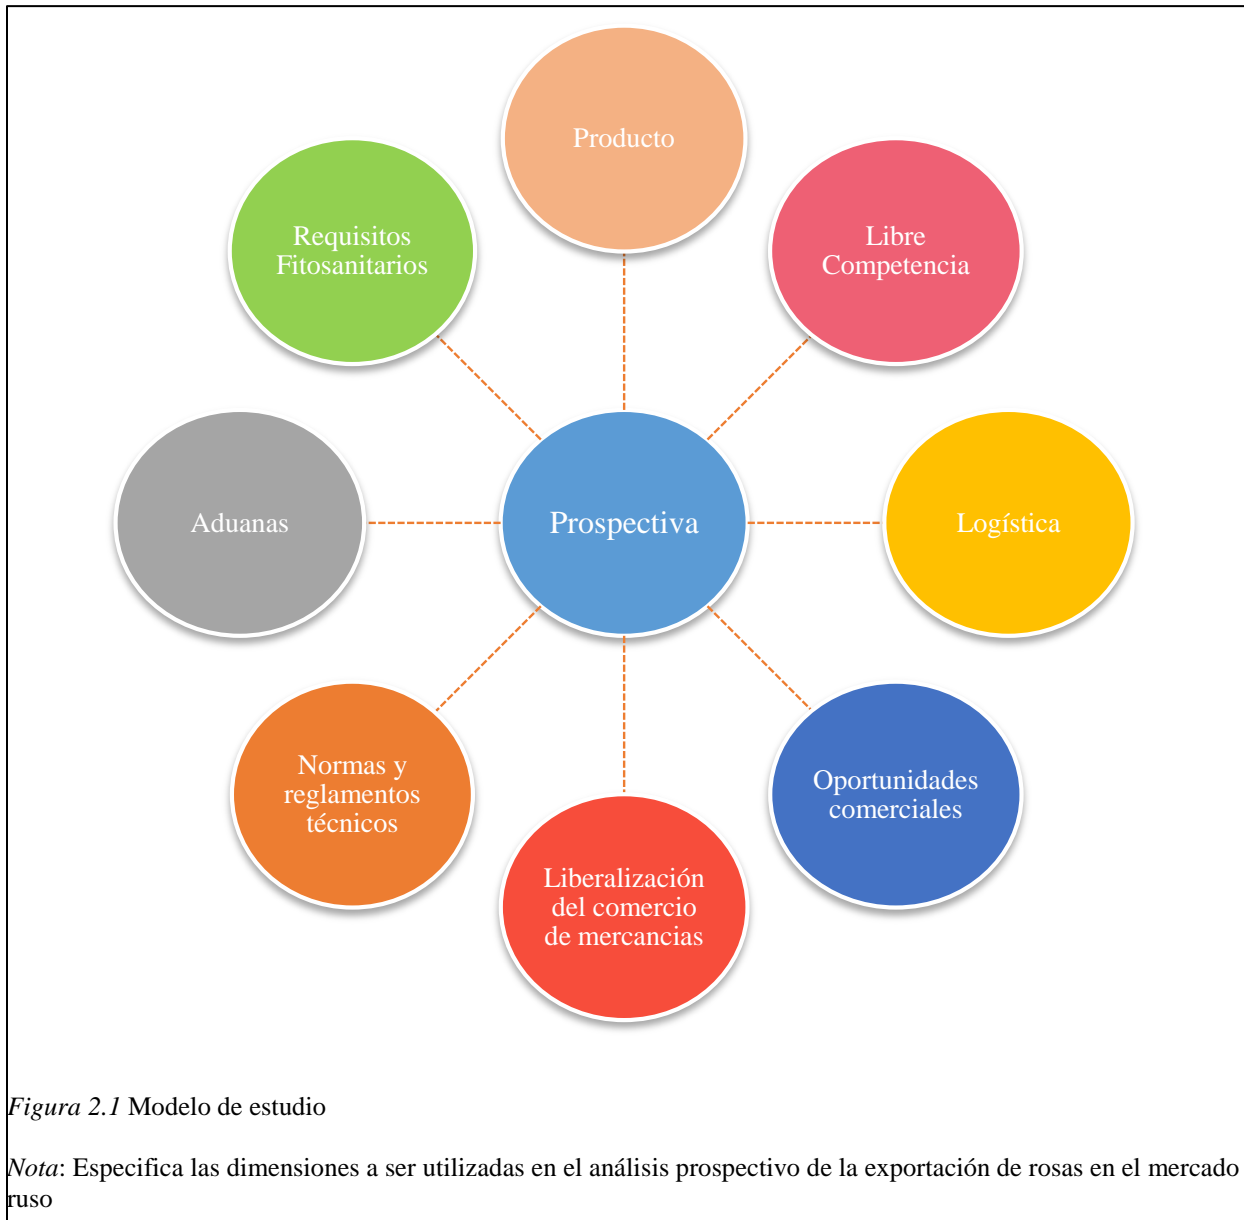 Producto
Requisitos
Fitosanitarios
Libre
Competencia
Aduanas
Prospectiva
Logística
Normas y
reglamentos
técnicos
Oportunidades
comerciales
Liberalización
del comercio
de mercancias
Figura 2.1 Modelo de estudio
Nota: Especifica las dimensiones a ser utilizadas en el análisis prospectivo de la exportación de rosas en el mercado
ruso